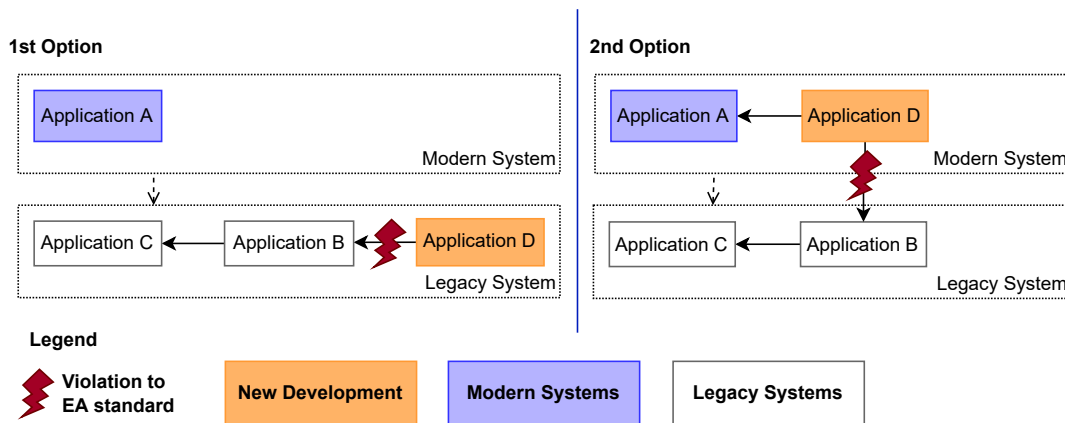 1st Option
Application A
Modern System
Application C
Application B
Application D
Legacy System
2nd Option
Application A
Application D
Modern System
Application C
Application B
Legacy System
Legend
Violation to
EA standard
New Development
Modern Systems
Legacy Systems